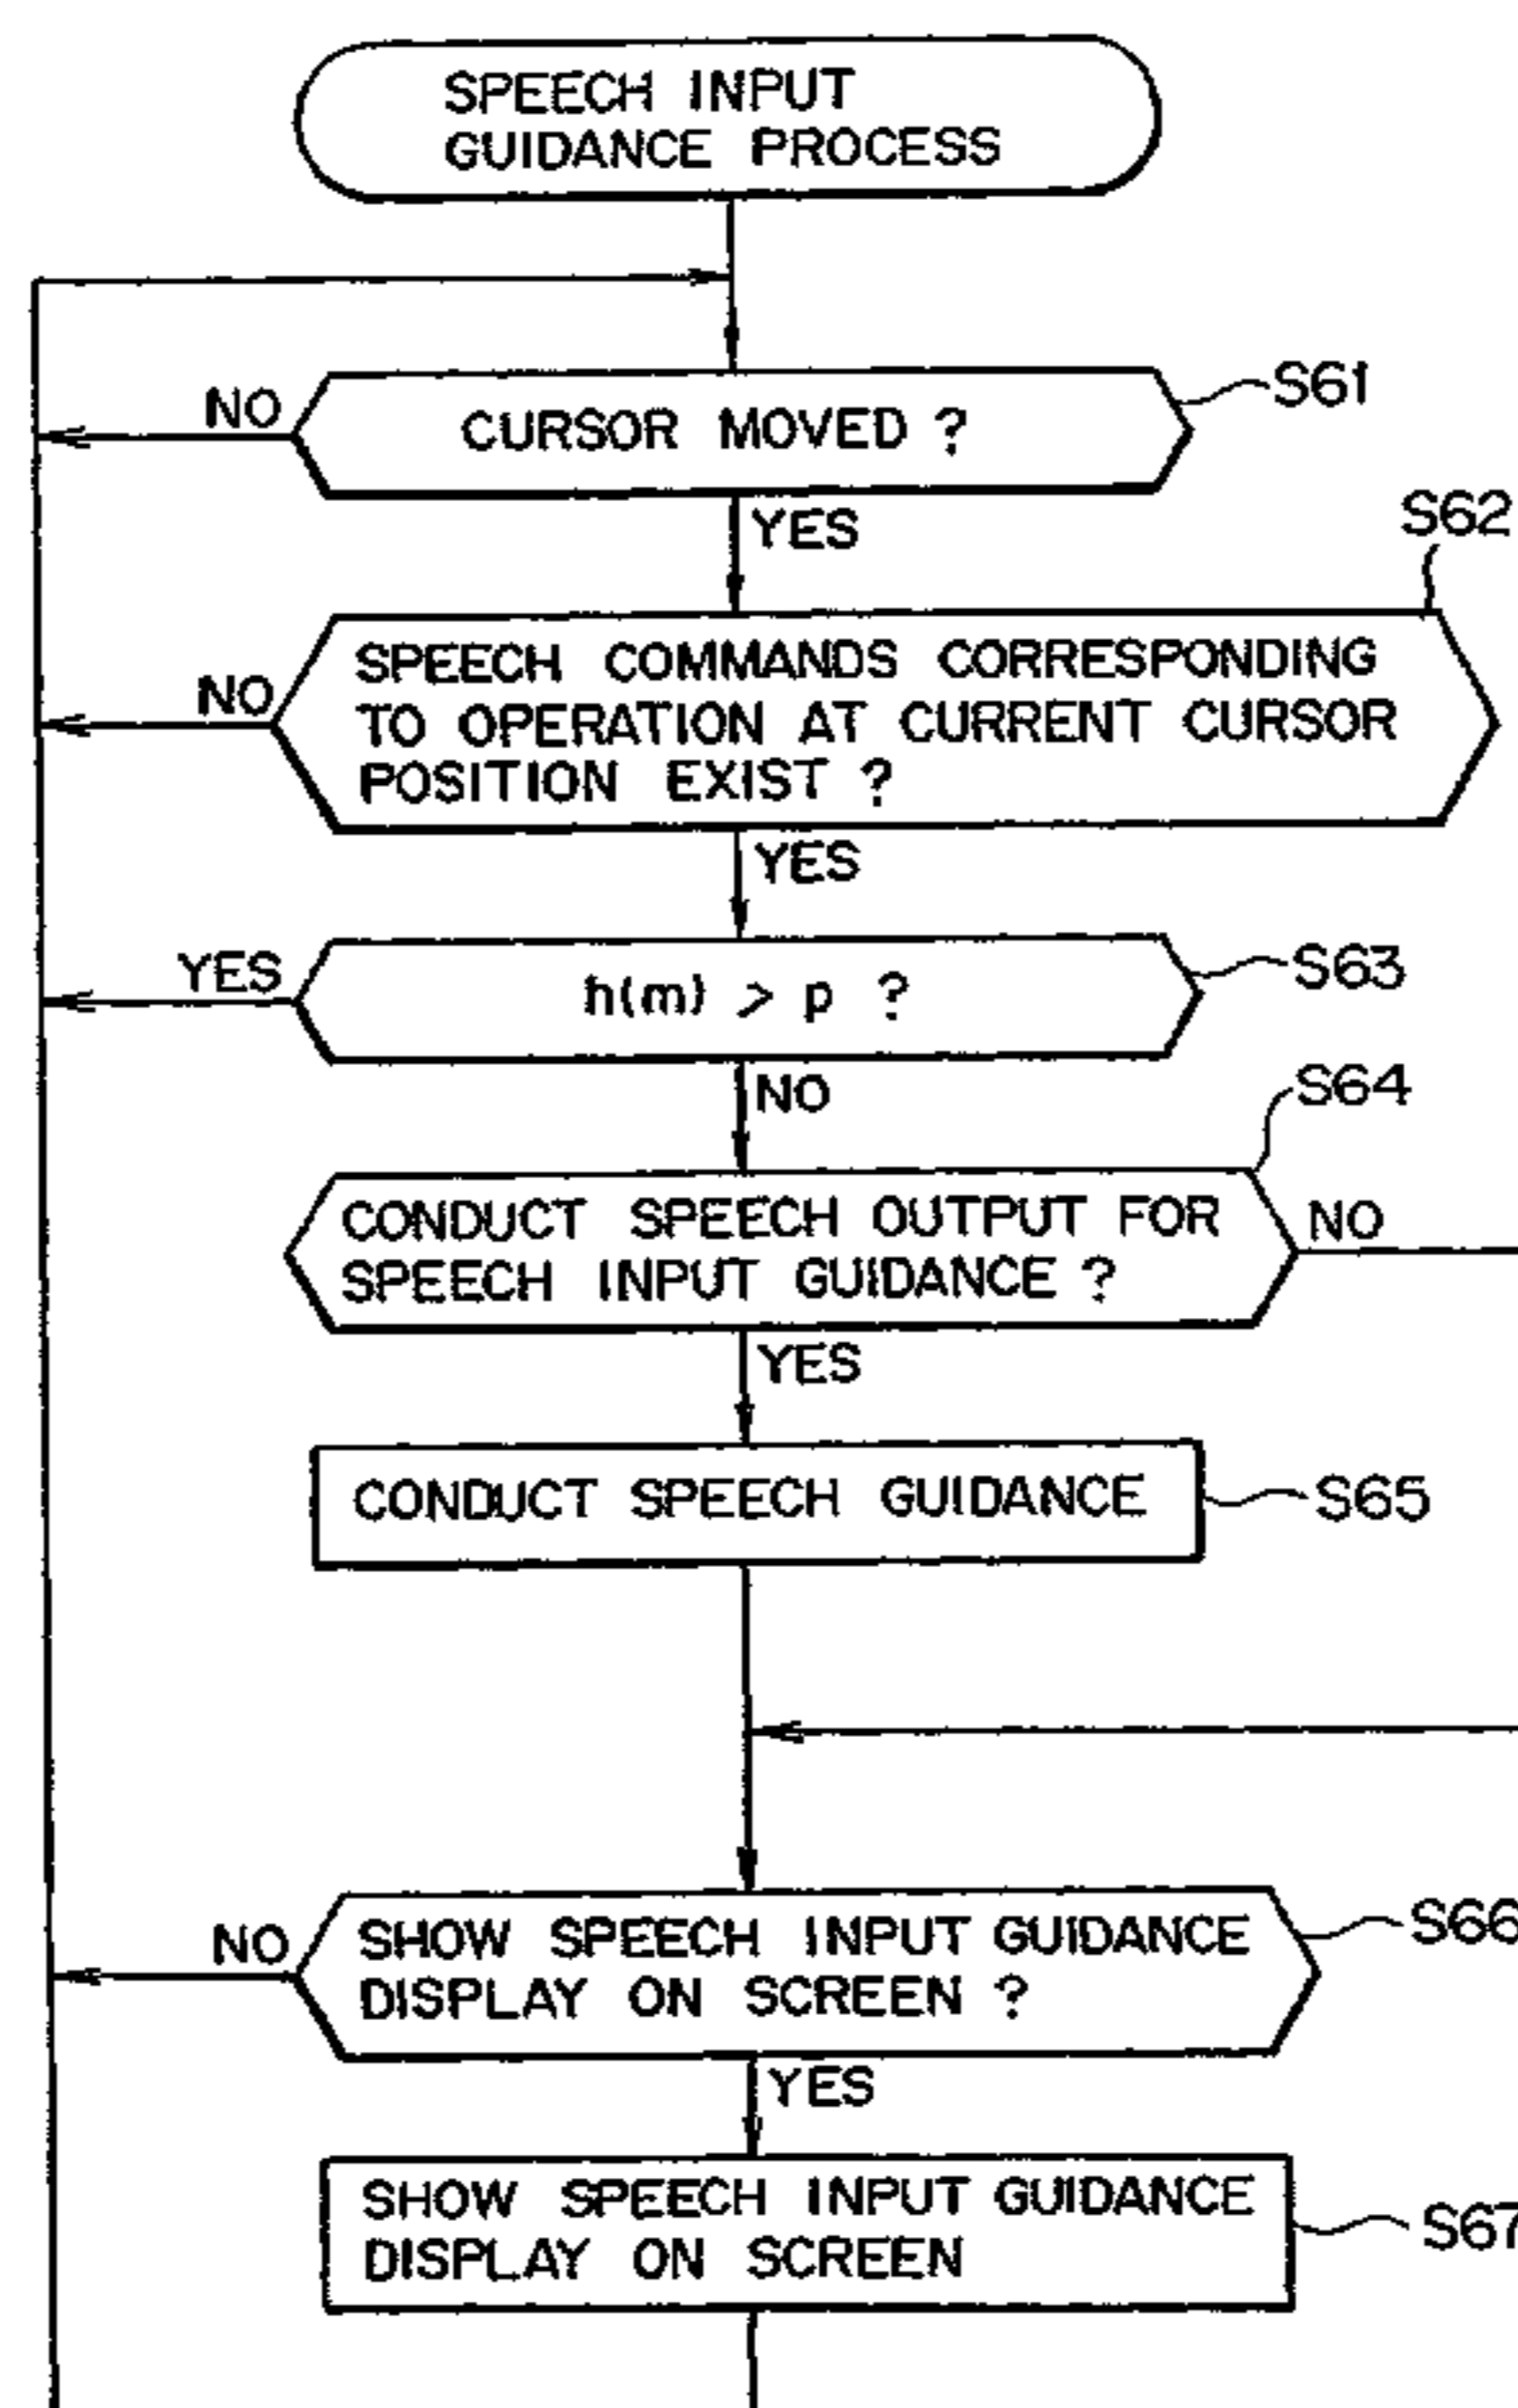 SPEECH INPUT
GUIDANCE PROCESS
NO
CURSOR MOVED ?
S61
YES
S62
NO
SPEECH COMMANDS CORRESPONDING
TO OPERATION AT CURRENT CURSOR
POSITION EXIST ?
YES
YES
h(m) > p ?
S63
NO
S64
CONDUCT SPEECH OUTPUT FOR
SPEECH INPUT GUIDANCE ?
NO
YES
CONDUCT SPEECH GUIDANCE
S65
NO
SHOW SPEECH INPUT GUIDANCE
DISPLAY ON SCREEN ?
S66
YES
SHOW SPEECH INPUT GUIDANCE
DISPLAY ON SCREEN
S67